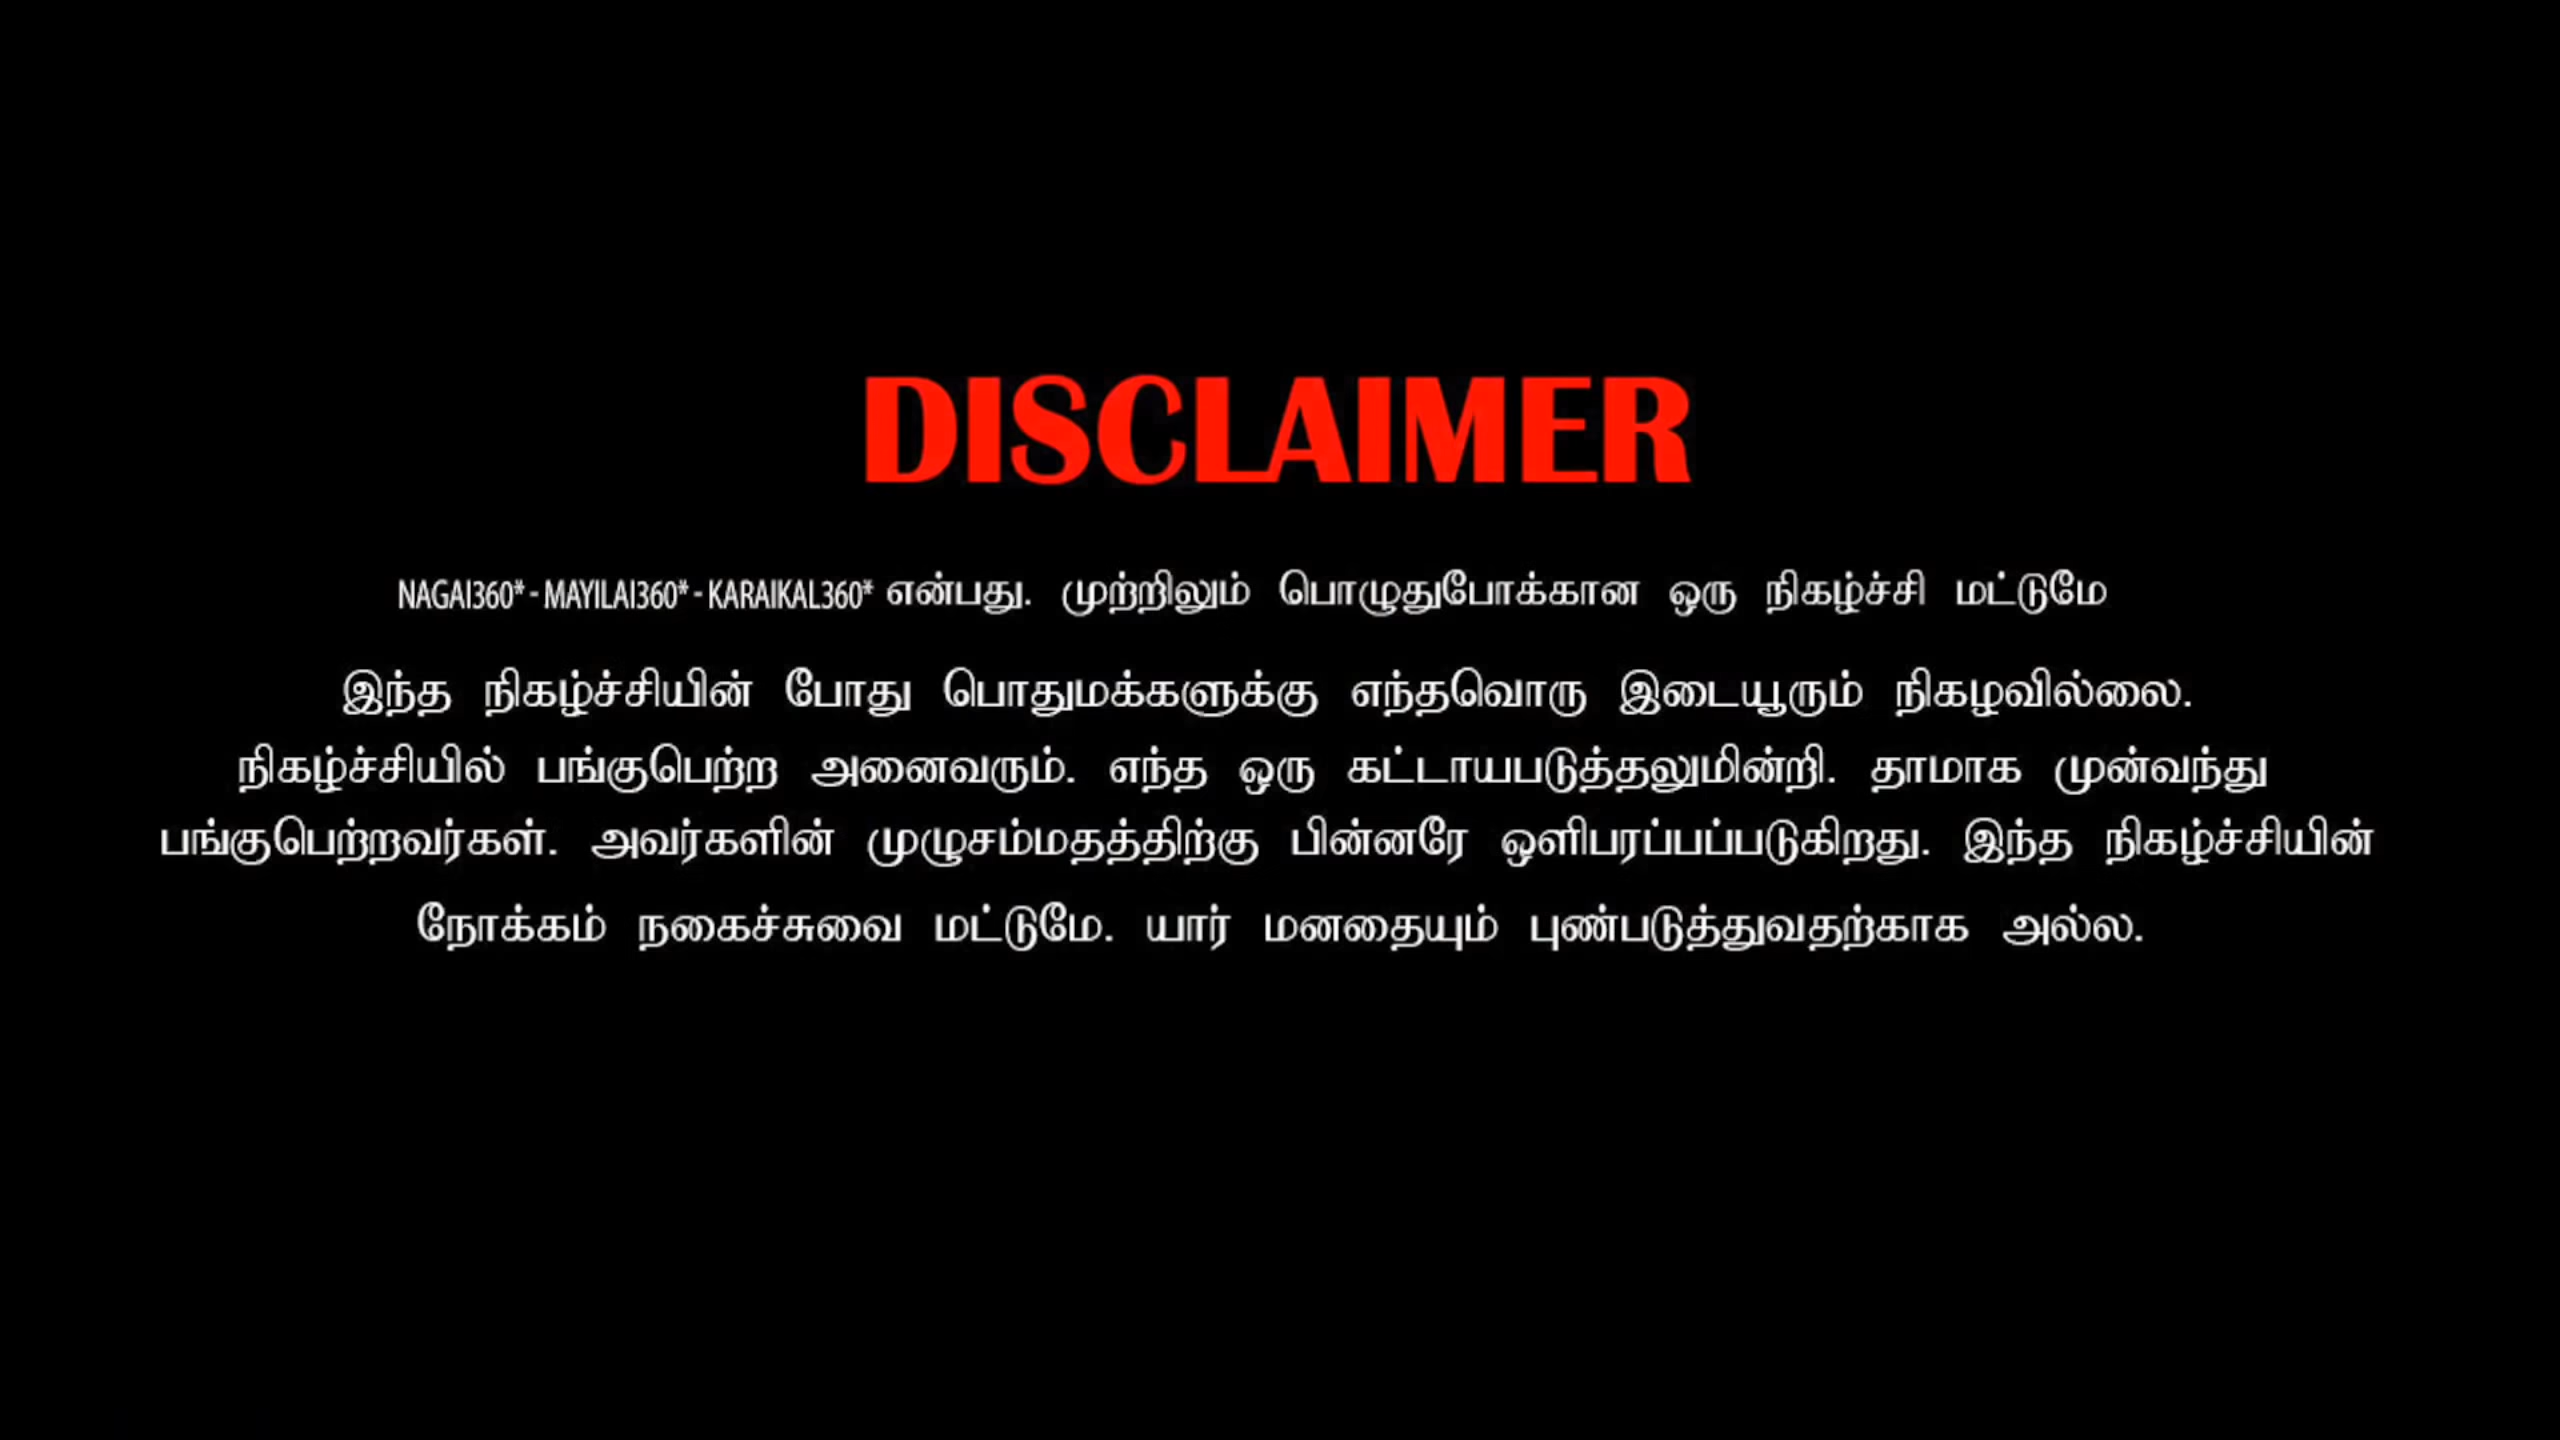 DISCLAIMER
NAGAI360* - MAYILAI360* - KARAIKAL360* என்பது. முற்றிலும் பொழுதுபோக்கான ஒரு நிகழ்ச்சி மட்டுமே
இந்த நிகழ்ச்சியின் போது பொதுமக்களுக்கு எந்தவொரு இடையூரும் நிகழவில்லை.
நிகழ்ச்சியில் பங்குபெற்ற அனைவரும். எந்த ஒரு கட்டாயபடுத்தலுமின்றி. தாமாக முன்வந்து
பங்குபெற்றவர்கள். அவர்களின் முழுசம்மதத்திற்கு பின்னரே ஒளிபரப்பப்படுகிறது. இந்த நிகழ்ச்சியின்
நோக்கம் நகைச்சுவை மட்டுமே. யார் மனதையும் புண்படுத்துவதற்காக அல்ல.